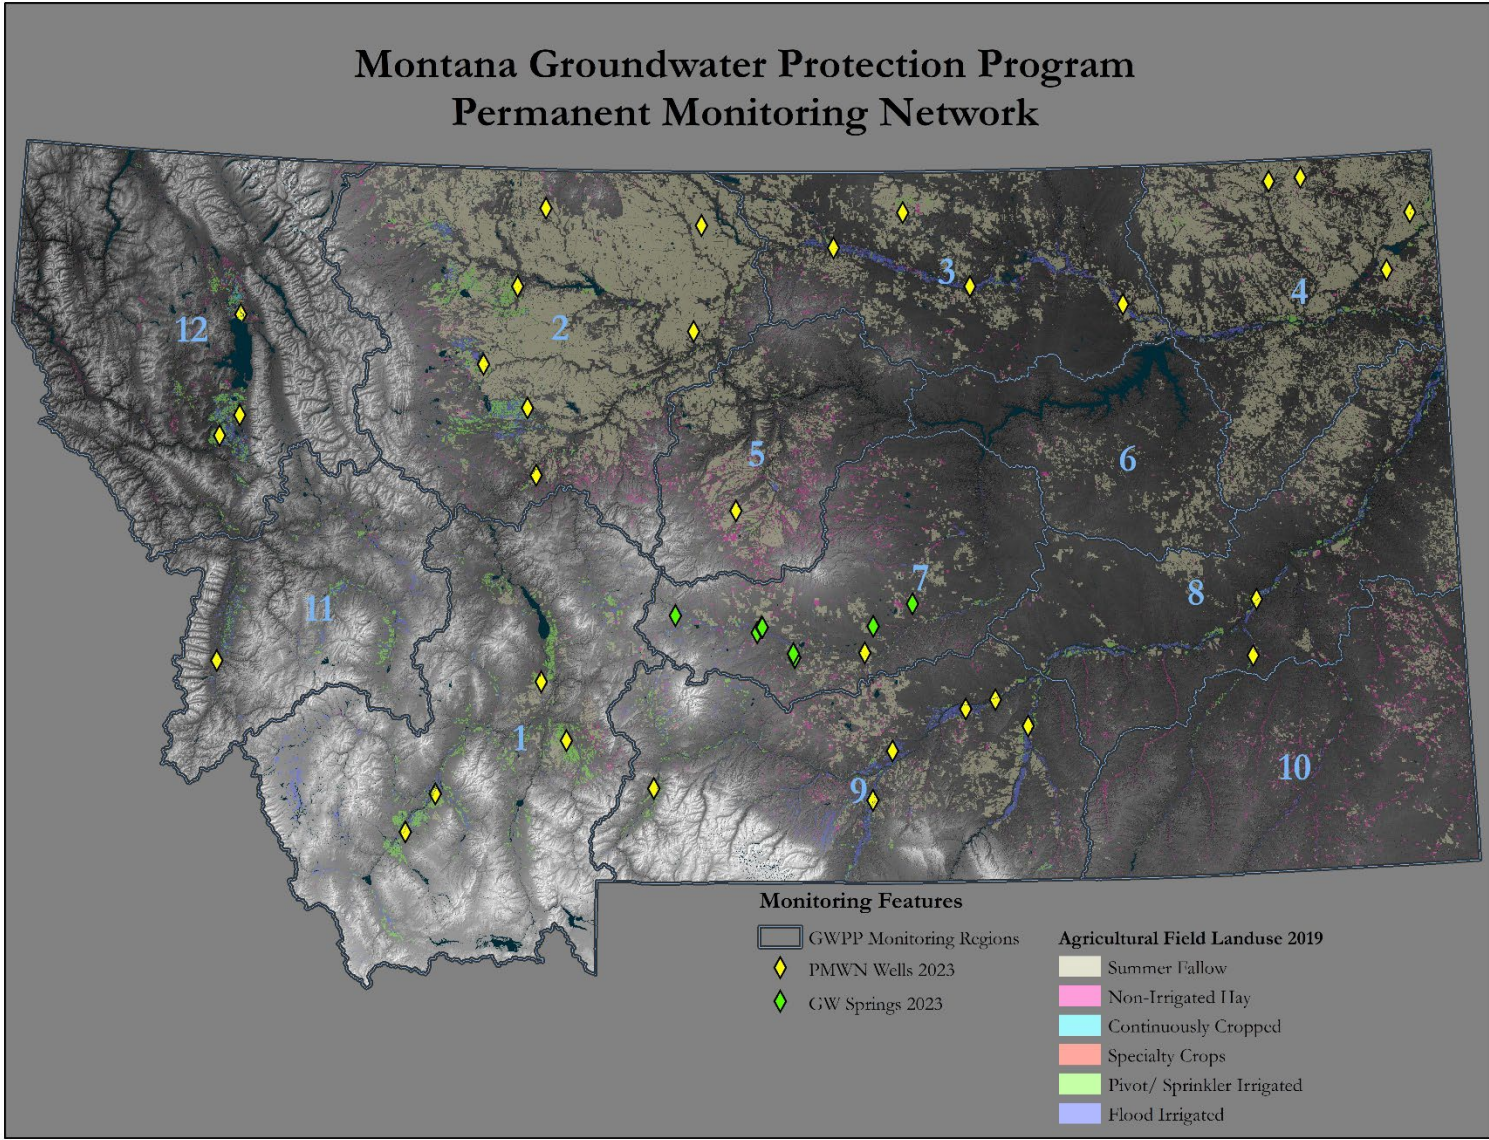 Montana Groundwater Protection Program
Permanent Monitoring Network
3
4
2
12
5
6
7
8
11
1
10
9
Monitoring Features
GWPP Monitoring Regions
PMWN Wells 2023
GW Springs 2023
Agricultural Field Landuse 2019
Summer Fallow
Non-Irrigated Hay
Continuously Cropped
Specialty Crops
Pivot/ Sprinkler Irrigated
Flood Irrigated